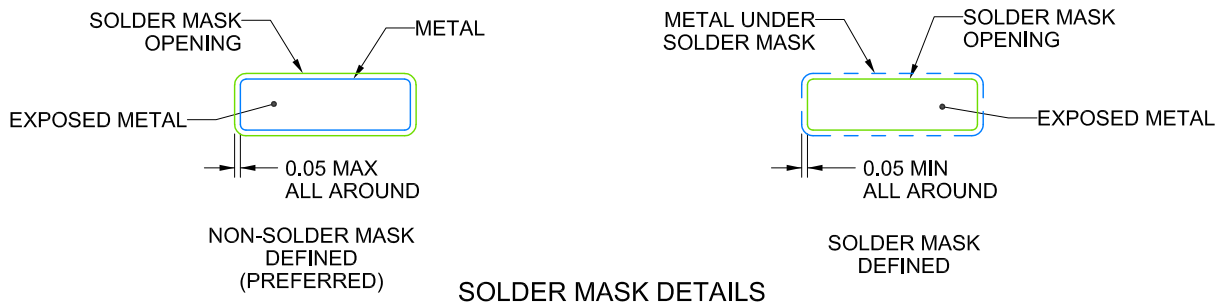 SOLDER MASK
OPENING
METAL
EXPOSED METAL
0.05 MAX
ALL AROUND
NON-SOLDER MASK
DEFINED
(PREFERRED)
METAL UNDER
SOLDER MASK
SOLDER MASK
OPENING
EXPOSED METAL
0.05 MIN
ALL AROUND
SOLDER MASK
DEFINED
SOLDER MASK DETAILS